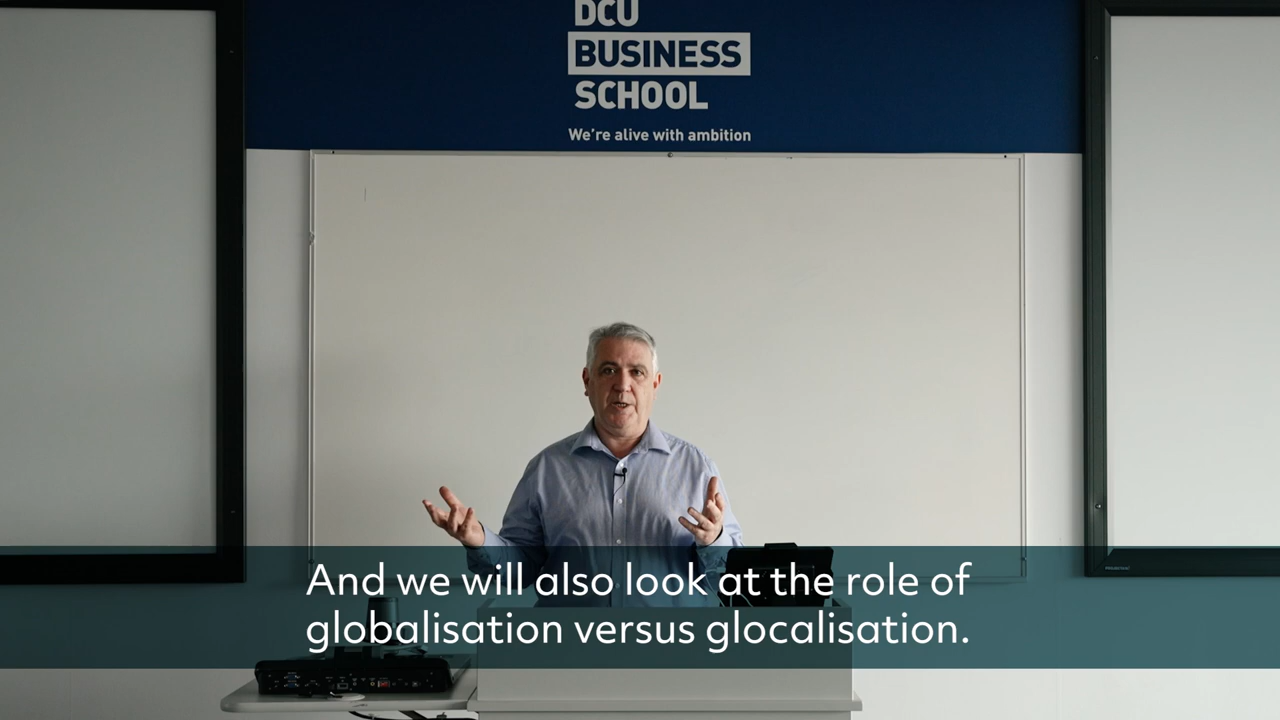 DCU
BUSINESS
SCHOOL
We're alive with ambition
And we will also look at the role of
globalisation versus glocalisation.